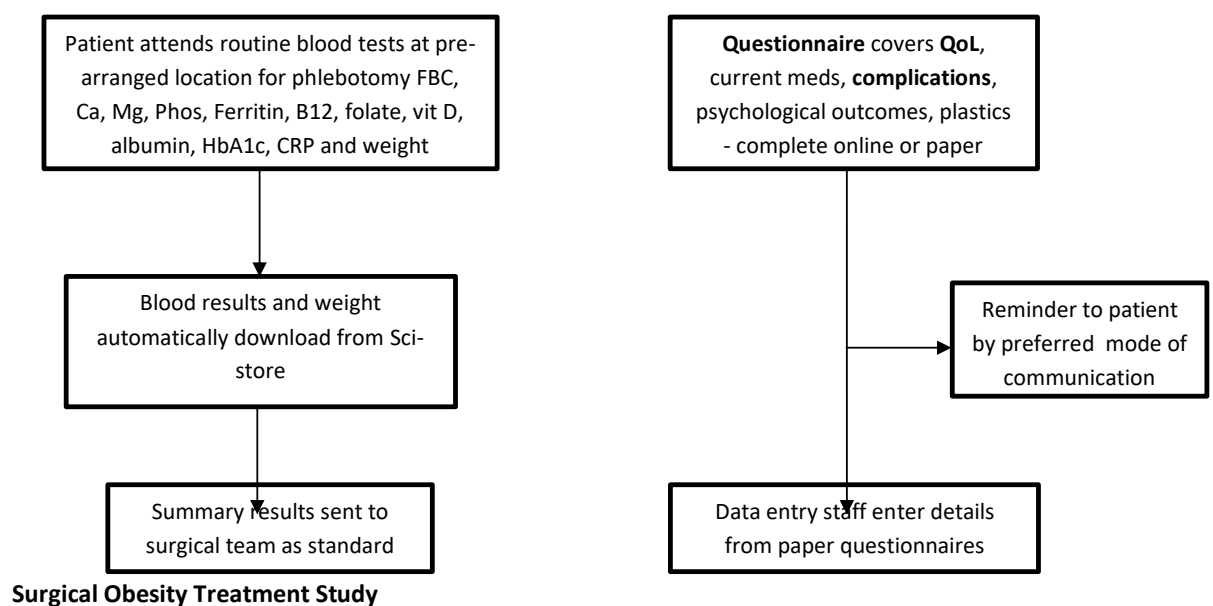 Patient attends routine blood tests at pre-
arranged location for phlebotomy FBC,
Ca, Mg, Phos, Ferritin, B12, folate, vit D,
albumin, HbA1c, CRP and weight
Questionnaire covers QoL,
current meds, complications,
psychological outcomes, plastics
- complete online or paper
Blood results and weight
automatically download from Sci-
store
Reminder to patient
by preferred mode of
communication
Summary results sent to
surgical team as standard
Data entry staff enter details
from paper questionnaires
Surgical Obesity Treatment Study